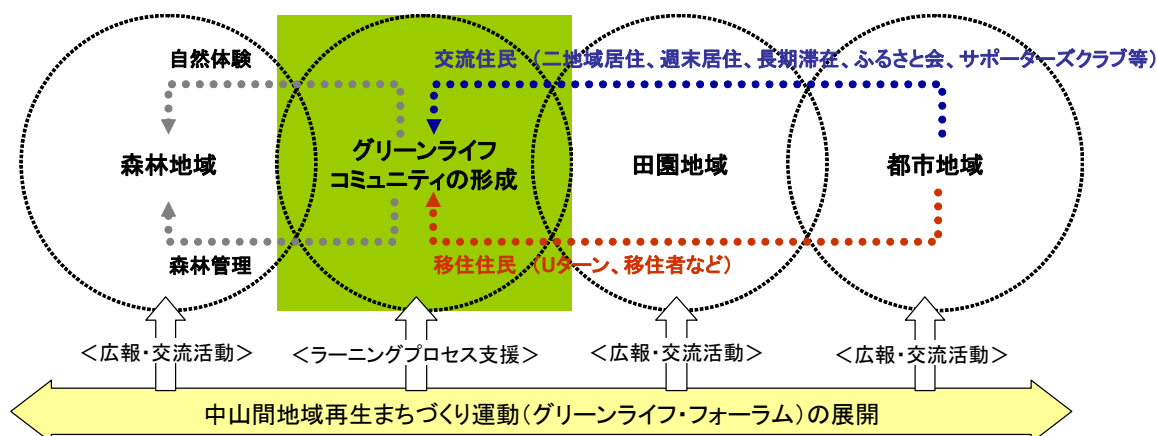 自然体験
交流住民 （二地域居住、週末居住、長期滞在、ふるさと会、サポーターズクラブ等）
森林地域
グリーンライフ
コミュニティの形成
田園地域
都市地域
森林管理
移住住民 （Uターン、移住者など）
＜広報・交流活動＞
＜ラーニングプロセス支援＞
＜広報・交流活動＞
＜広報・交流活動＞
中山間地域再生まちづくり運動（グリーンライフ・フォーラム）の展開